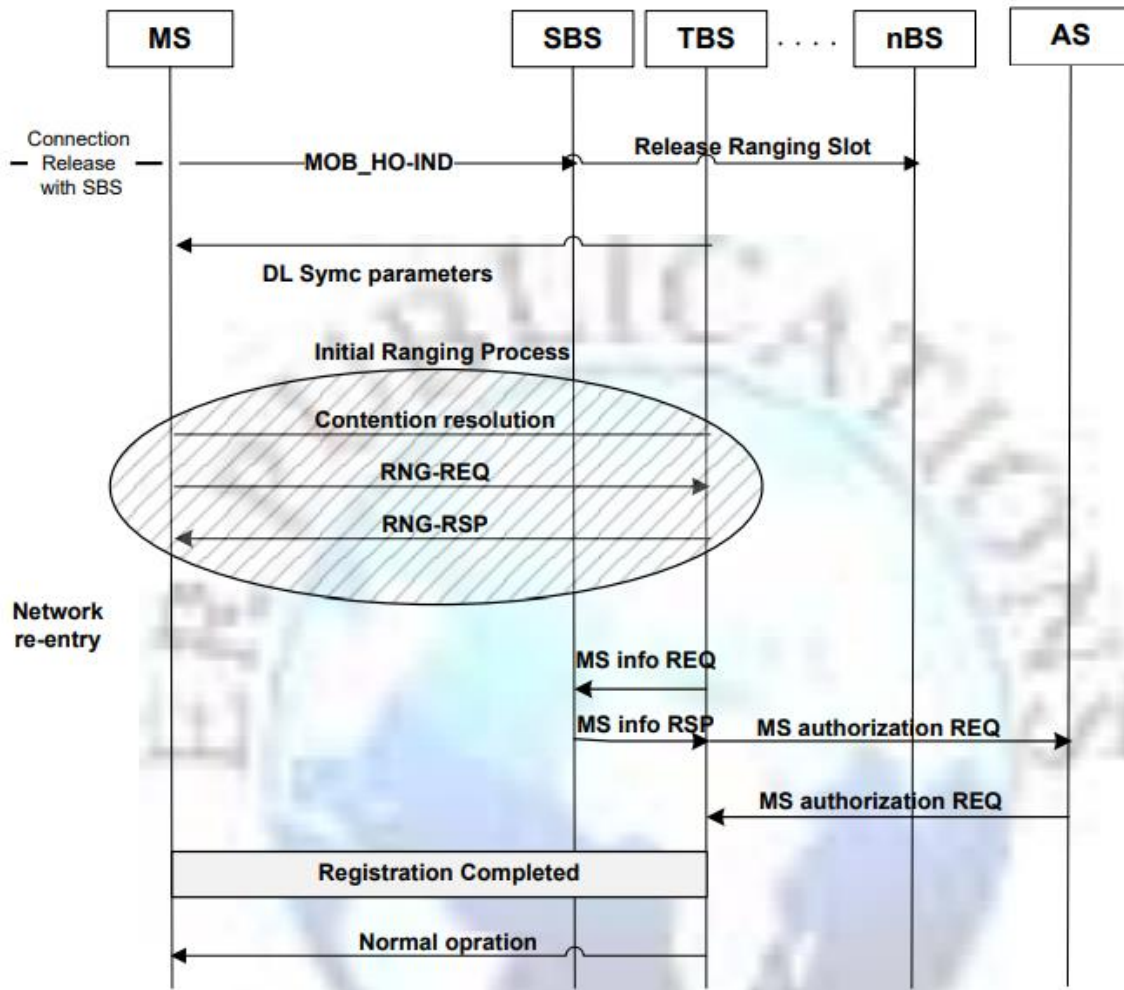 MS
SBS
TBS
. . . .
nBS
AS
Connection
Release
with SBS
MOB_HO-IND
Release Ranging Slot
DL Symc parameters
Initial Ranging Process
Contention resolution
RNG-REQ
RNG-RSP
Network
re-entry
MS info REQ
MS info RSP
MS authorization REQ
MS authorization REQ
Registration Completed
Normal opration